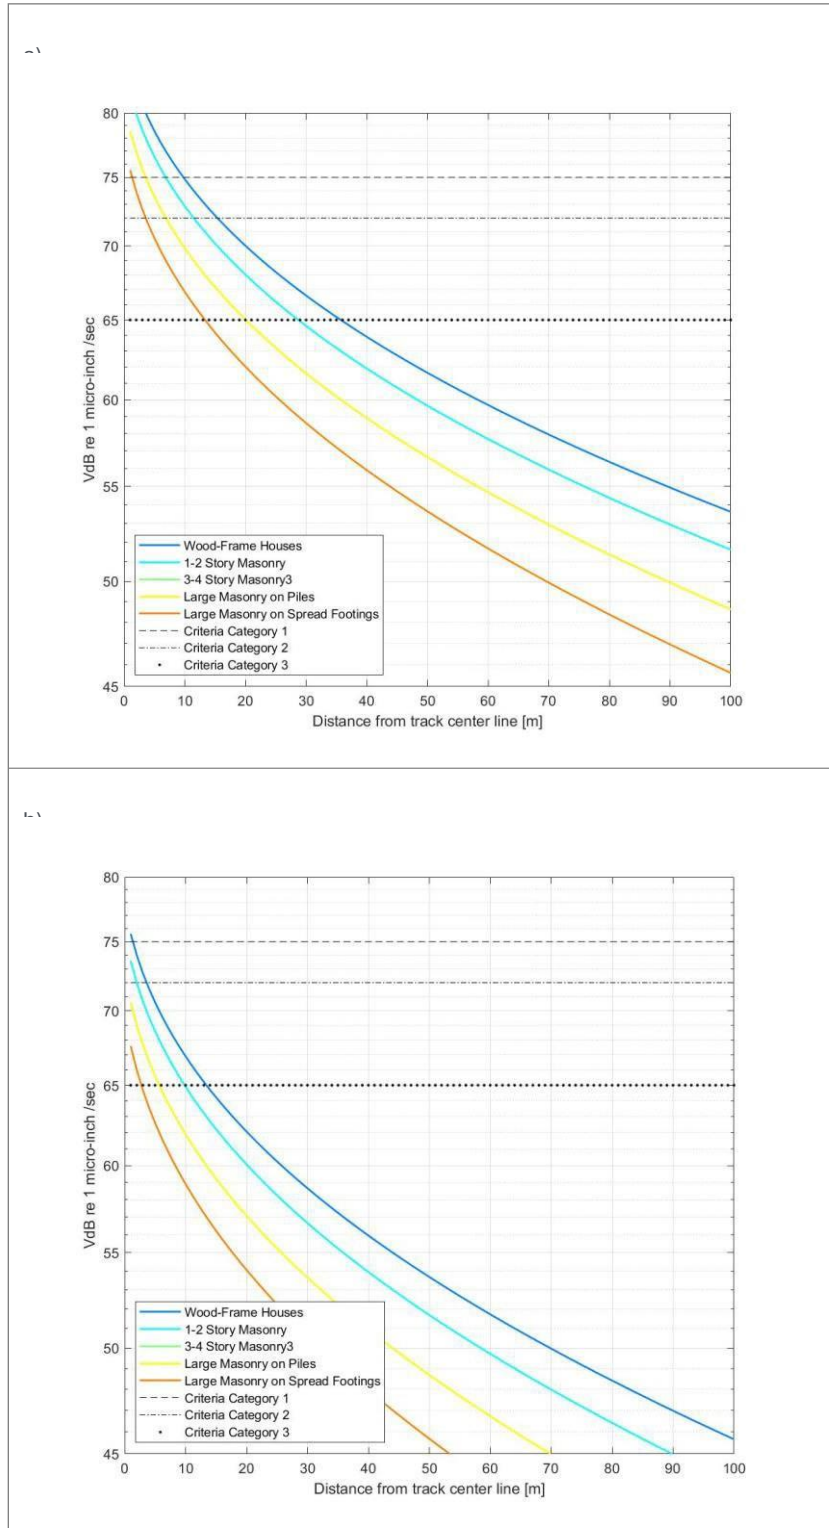 80
75
70
65
60
55
50
45
VdB re 1 micro-inch /sec
Wood-Frame Houses
1-2 Story Masonry
3-4 Story Masonry3
Large Masonry on Piles
Large Masonry on Spread Footings
Criteria Category 1
Criteria Category 2
Criteria Category 3
0 10 20 30 40 50 60 70 80 90 100
Distance from track center line [m]
80
75
70
65
60
55
50
45
VdB re 1 micro-inch /sec
Wood-Frame Houses
1-2 Story Masonry
3-4 Story Masonry3
Large Masonry on Piles
Large Masonry on Spread Footings
Criteria Category 1
Criteria Category 2
Criteria Category 3
0 10 20 30 40 50 60 70 80 90 100
Distance from track center line [m]